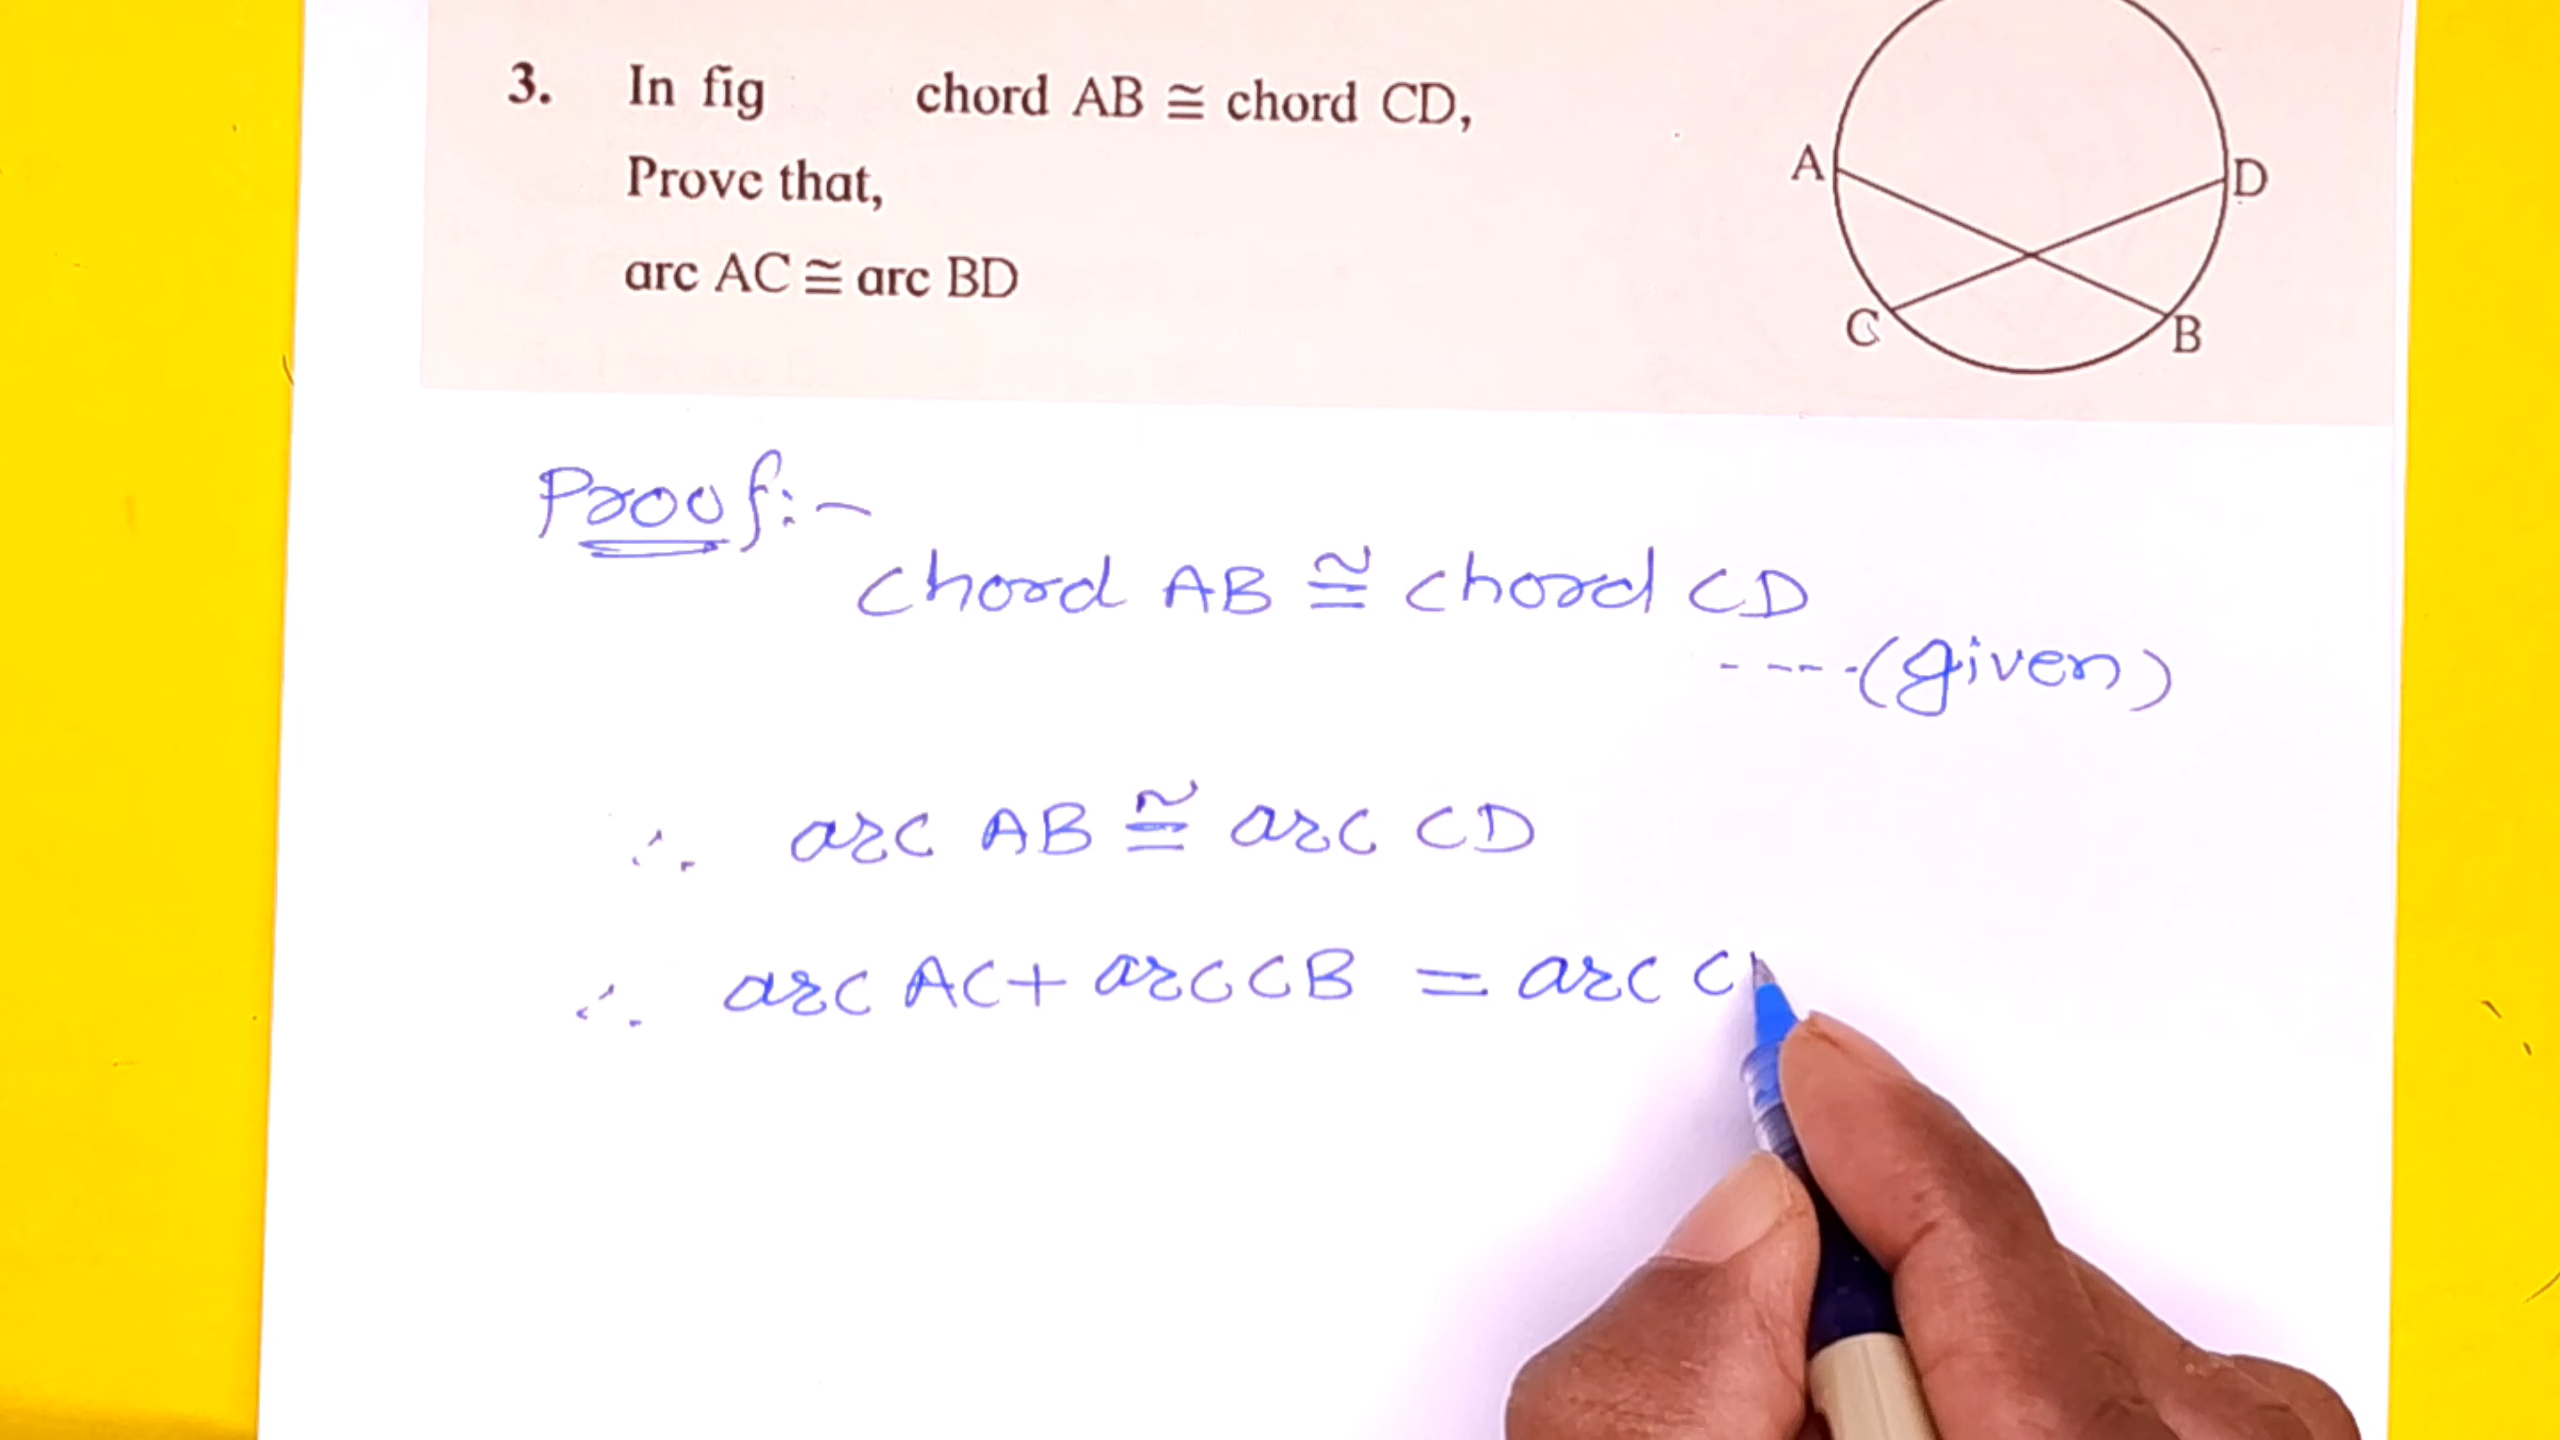 3. In fig chord AB ≅ chord CD,
Prove that,
arc AC ≅ arc BD
A
D
C
B
Proof:-
chord AB ≅ chord CD
----(given)
∴ arc AB ≅ arc CD
∴ arc AC + arc CB = arc C